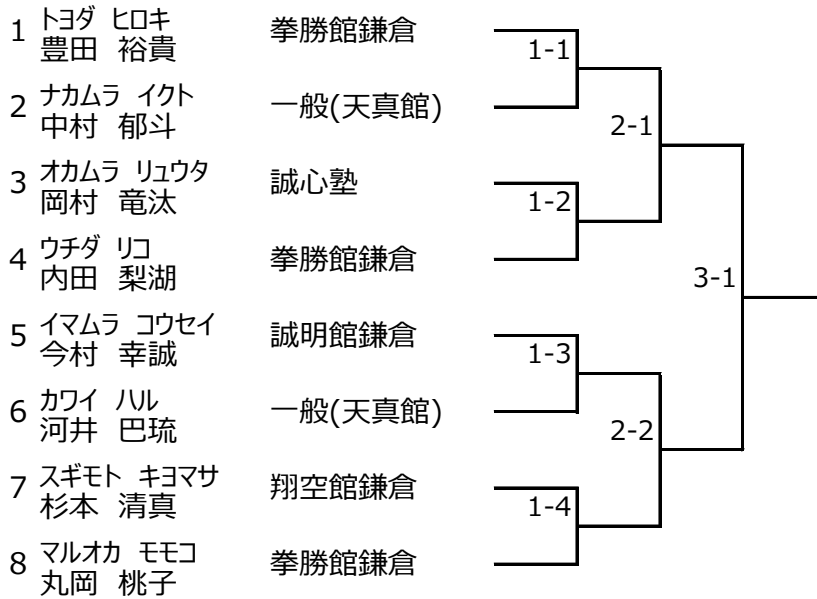 トヨダ ヒロキ
1 豊田 裕貴 拳勝館鎌倉
1-1
ナカムラ イクト
2 中村 郁斗 一般(天真館)
2-1
オカムラ リュウタ
3 岡村 竜汰 誠心塾
1-2
ウチダ リコ
4 内田 梨湖 拳勝館鎌倉
3-1
イマムラ コウセイ
5 今村 幸誠 誠明館鎌倉
1-3
カワイ ハル
6 河井 巴琉 一般(天真館)
2-2
スギモト キヨマサ
7 杉本 清真 翔空館鎌倉
1-4
マルオカ モモコ
8 丸岡 桃子 拳勝館鎌倉